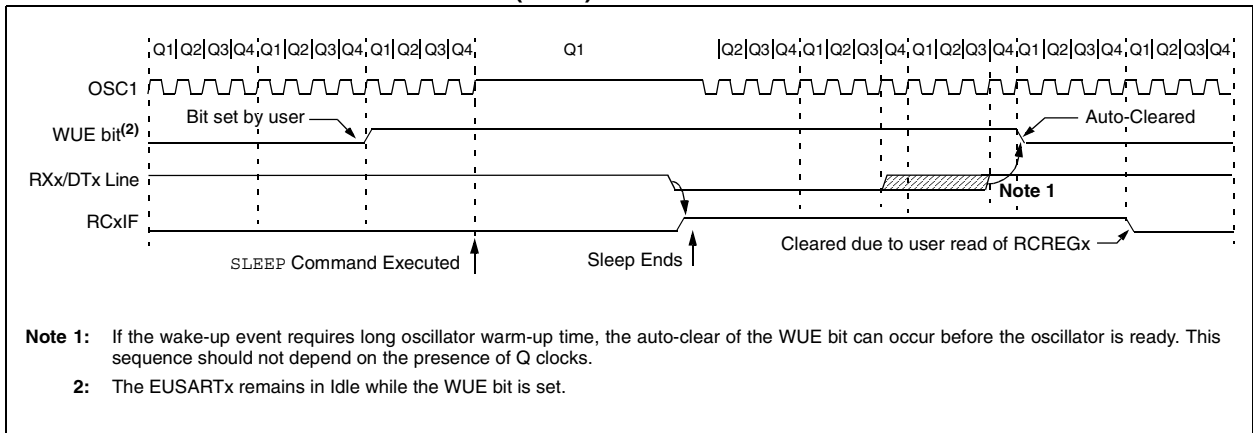 Q1 Q2 Q3 Q4 Q1 Q2 Q3 Q4 Q1 Q2 Q3 Q4 Q1 Q2 Q3 Q4 Q1 Q2 Q3 Q4 Q1 Q2 Q3 Q4 Q1 Q2 Q3 Q4 Q1 Q2 Q3 Q4
OSC1
Bit set by user
Auto-Cleared
WUE bit(2)
RXx/DTx Line
Note 1
RCxIF
Cleared due to user read of RCREGx
SLEEP Command Executed
Sleep Ends
Note 1: If the wake-up event requires long oscillator warm-up time, the auto-clear of the WUE bit can occur before the oscillator is ready. This
sequence should not depend on the presence of Q clocks.
2: The EUSARTx remains in Idle while the WUE bit is set.